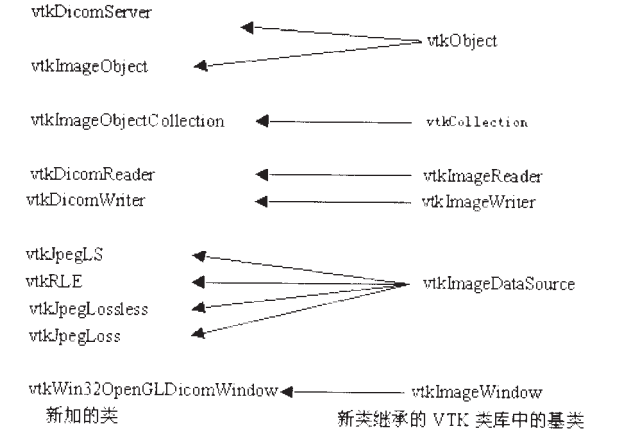 vtkDicomServer
vtkObject
vtkImageObject
vtkImageObjectCollection vtkCollection
vtkDicomReader vtkImageReader
vtkDicomWriter vtkImageWriter
vtkJpegLS
vtkRLE vtkImageDataSource
vtkJpegLossless
vtkJpegLoss
vtkWin32OpenGLDicomWindow vtkImageWindow
新加的类 新类继承的 VTK 类库中的基类